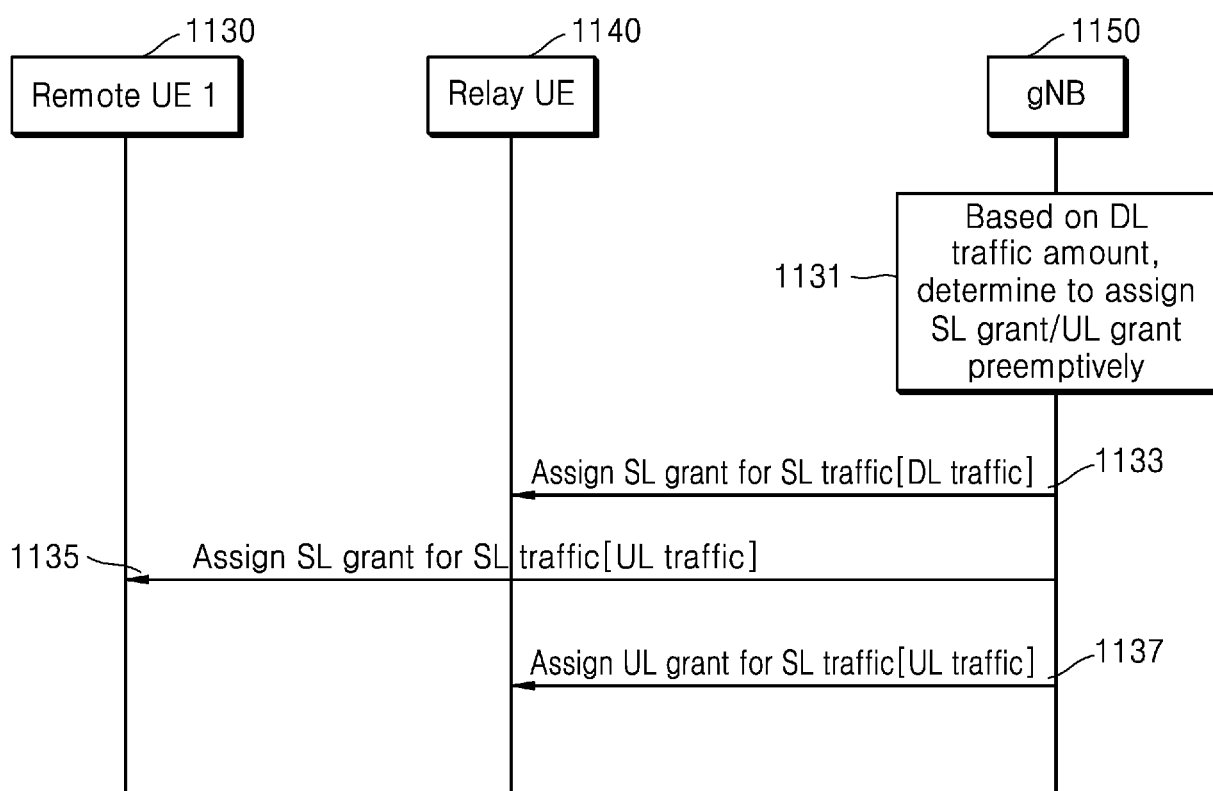 1130
1140
1150
Remote UE 1
Relay UE
gNB
Based on DL
traffic amount,
determine to assign
SL grant/UL grant
preemptively
1131
Assign SL grant for SL traffic[DL traffic]
1133
1135
Assign SL grant for SL traffic[UL traffic]
Assign UL grant for SL traffic[UL traffic]
1137